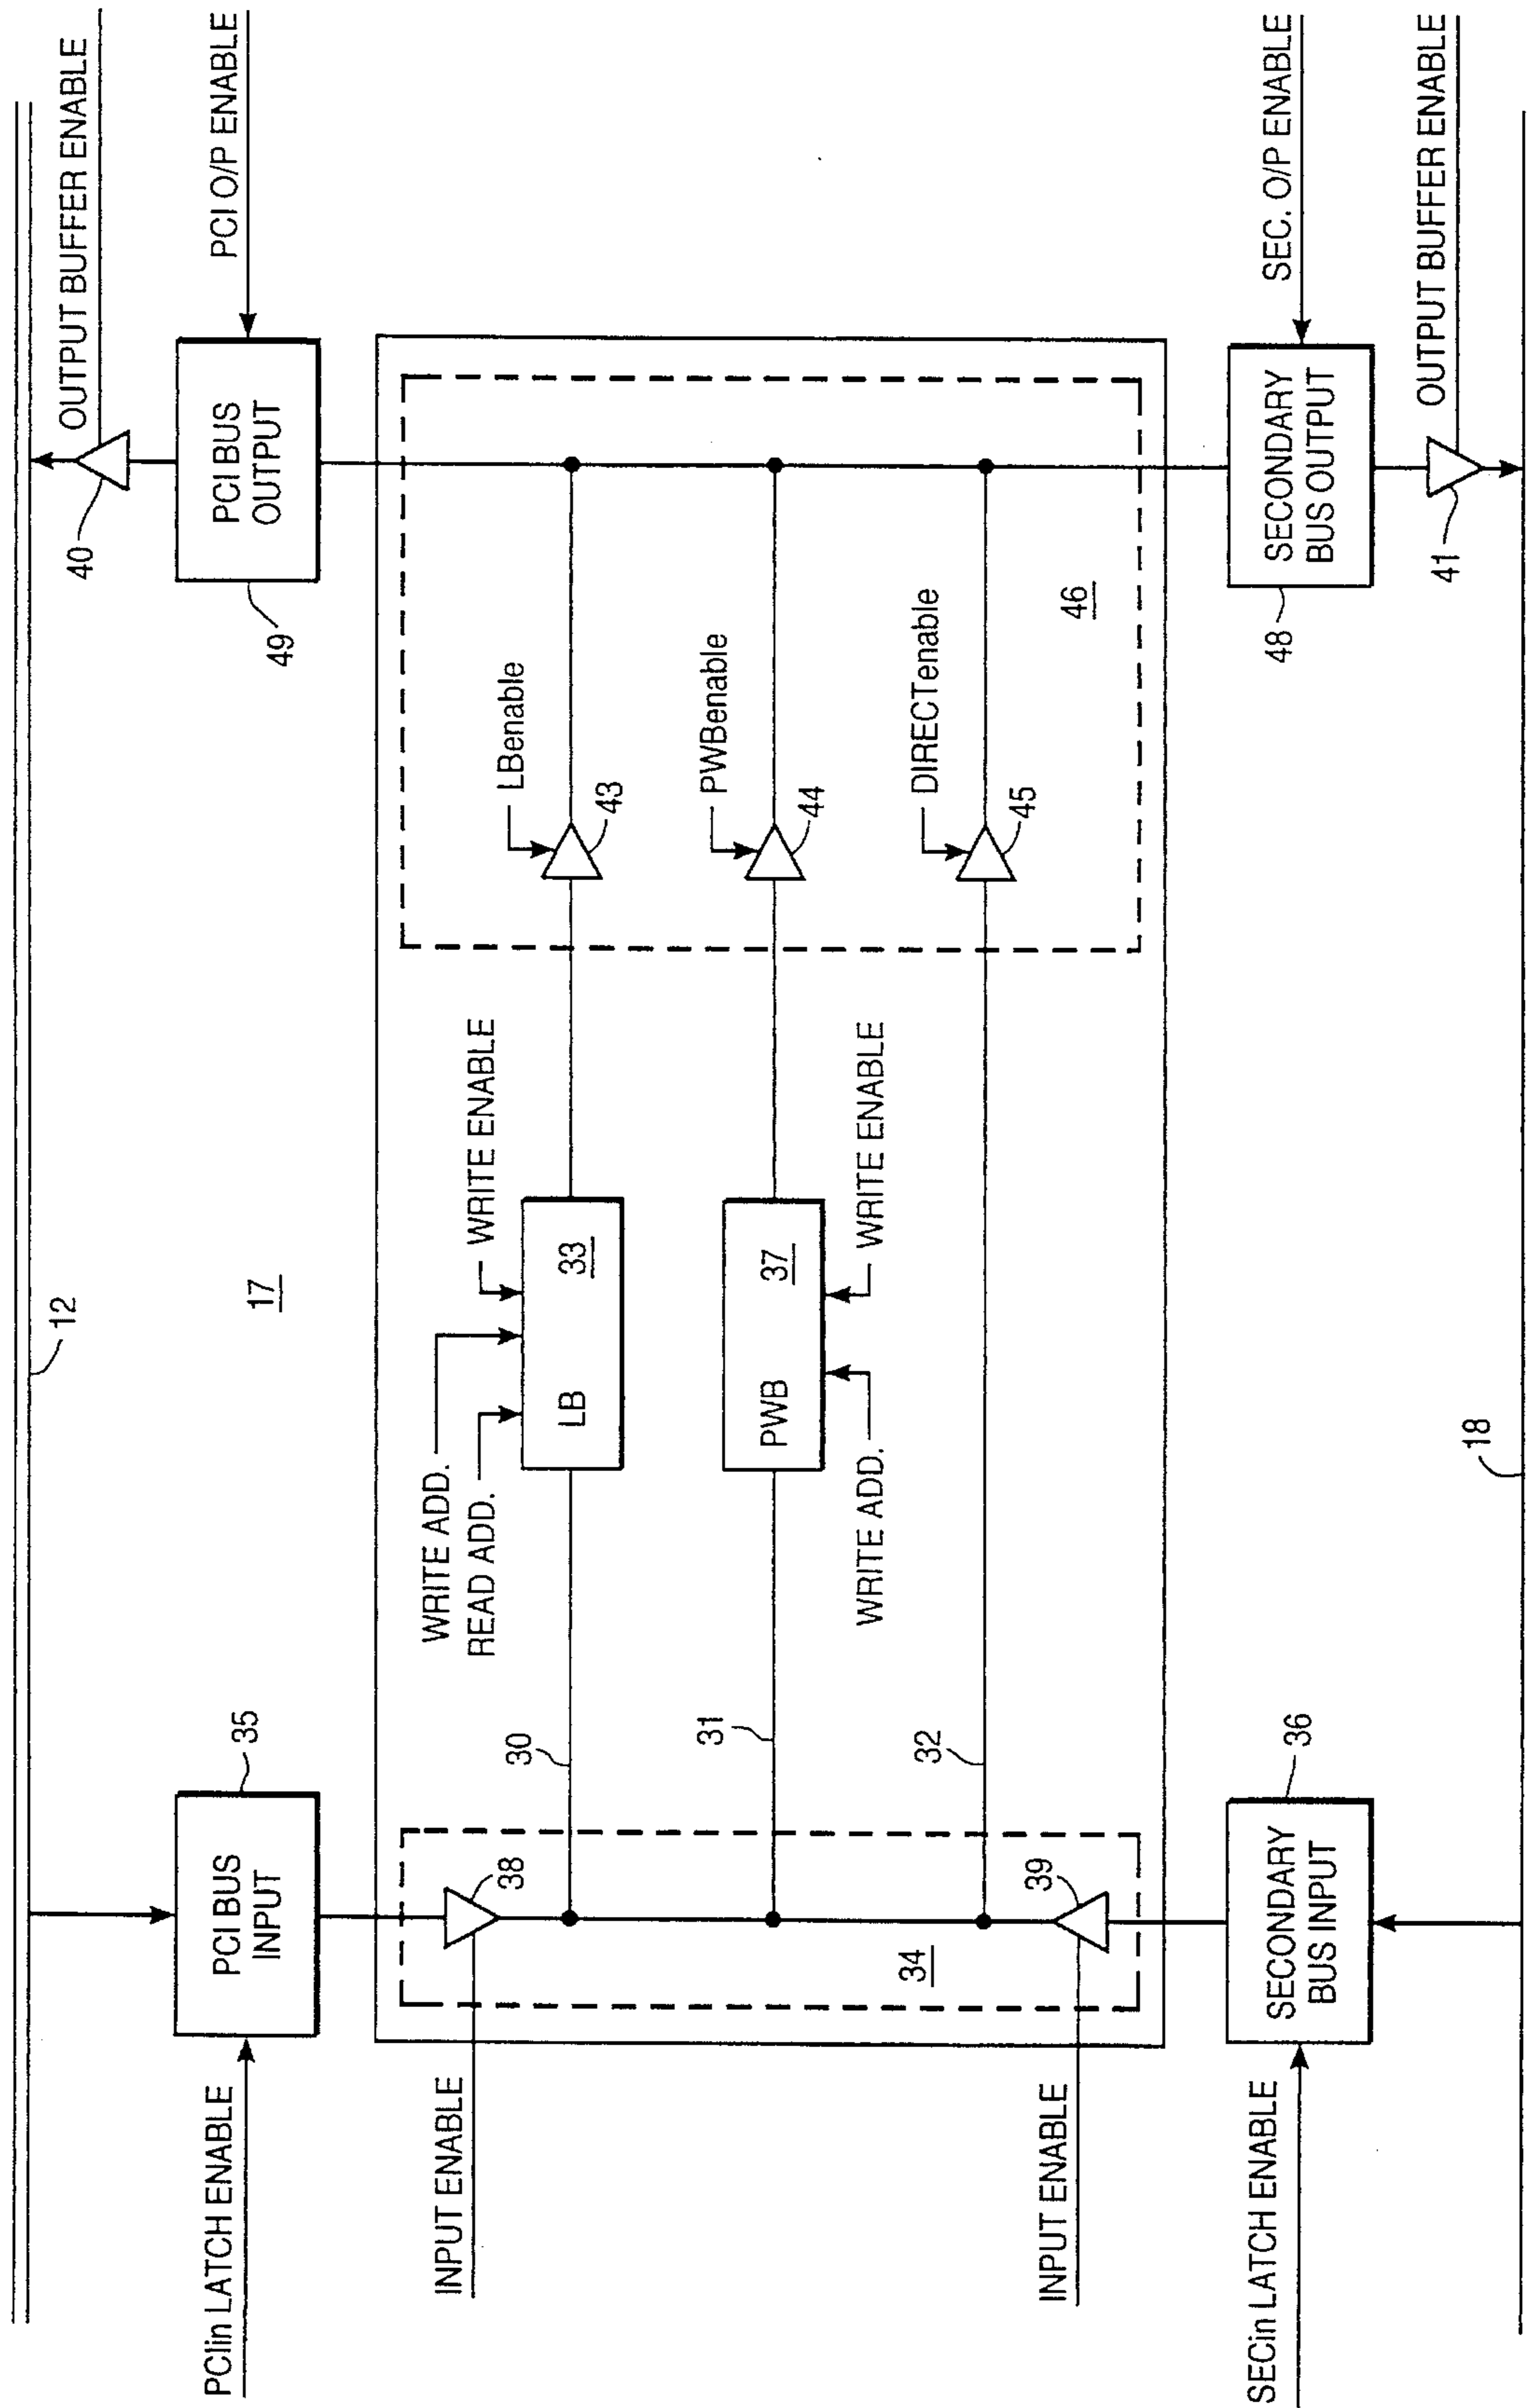 12
OUTPUT BUFFER ENABLE
40
PCIin LATCH ENABLE
PCI BUS
INPUT
35
17
49
PCI BUS
OUTPUT
PCI O/P ENABLE
INPUT ENABLE
38
WRITE ADD.
READ ADD.
WRITE ENABLE
LBenable
30
LB
33
43
31
PWB
37
PWBenable
44
WRITE ADD.
WRITE ENABLE
34
32
DIRECTenable
45
INPUT ENABLE
39
46
SECin LATCH ENABLE
SECONDARY
BUS INPUT
36
48
SECONDARY
BUS OUTPUT
SEC. O/P ENABLE
41
OUTPUT BUFFER ENABLE
18